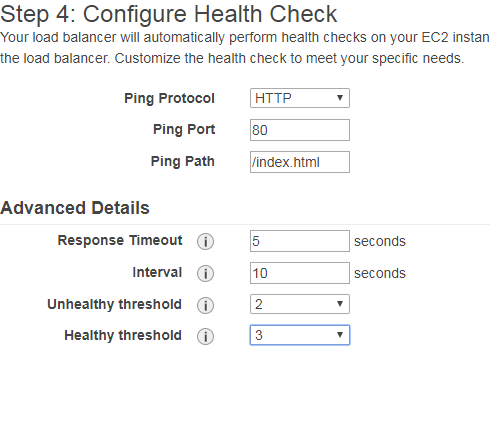 Step 4: Configure Health Check
Your load balancer will automatically perform health checks on your EC2 instan
the load balancer. Customize the health check to meet your specific needs.
Ping Protocol HTTP
Ping Port 80
Ping Path /index.html
Advanced Details
Response Timeout i 5 seconds
Interval i 10 seconds
Unhealthy threshold i 2
Healthy threshold i 3